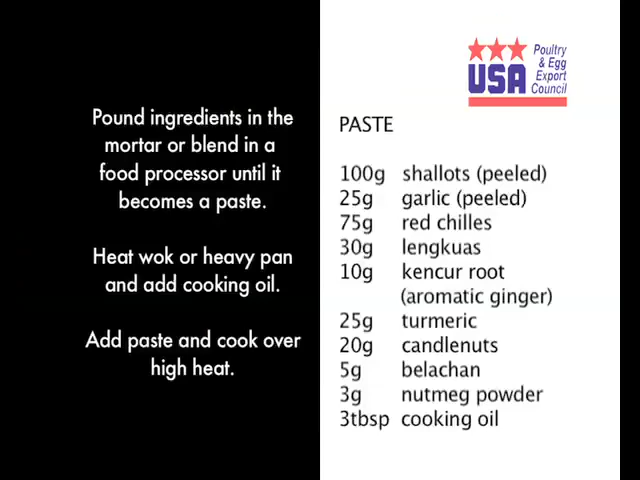 Pound ingredients in the
mortar or blend in a
food processor until it
becomes a paste.
Heat wok or heavy pan
and add cooking oil.
Add paste and cook over
high heat.
USA
Poultry
& Egg
Export
Council
PASTE
100g shallots (peeled)
25g garlic (peeled)
75g red chilles
30g lengkuas
10g kencur root
(aromatic ginger)
25g turmeric
20g candlenuts
5g belachan
3g nutmeg powder
3tbsp cooking oil